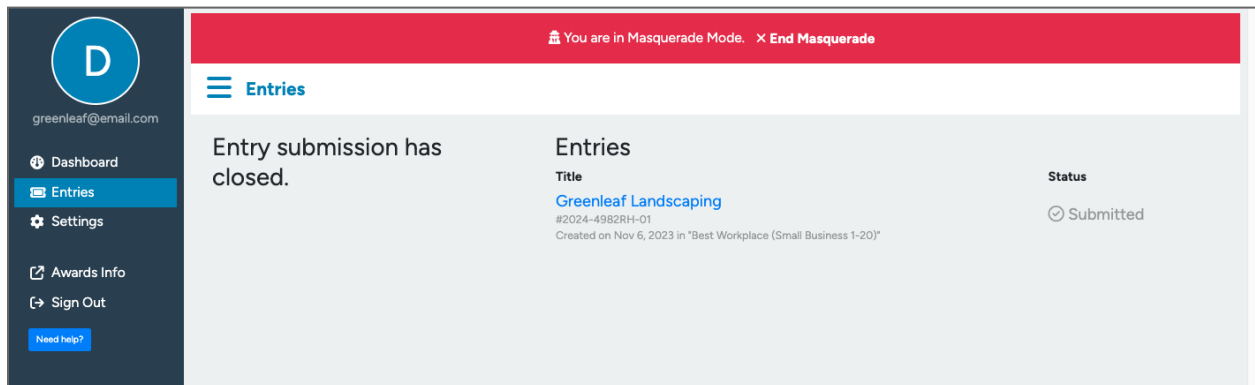 You are in Masquerade Mode. × End Masquerade
D
greenleaf@email.com
Dashboard
Entries
Settings
Awards Info
Sign Out
Need help?
Entries
Entry submission has
closed.
Entries
Title
Status
Greenleaf Landscaping
#2024-4982RH-01
Created on Nov 6, 2023 in "Best Workplace (Small Business 1-20)"
Submitted